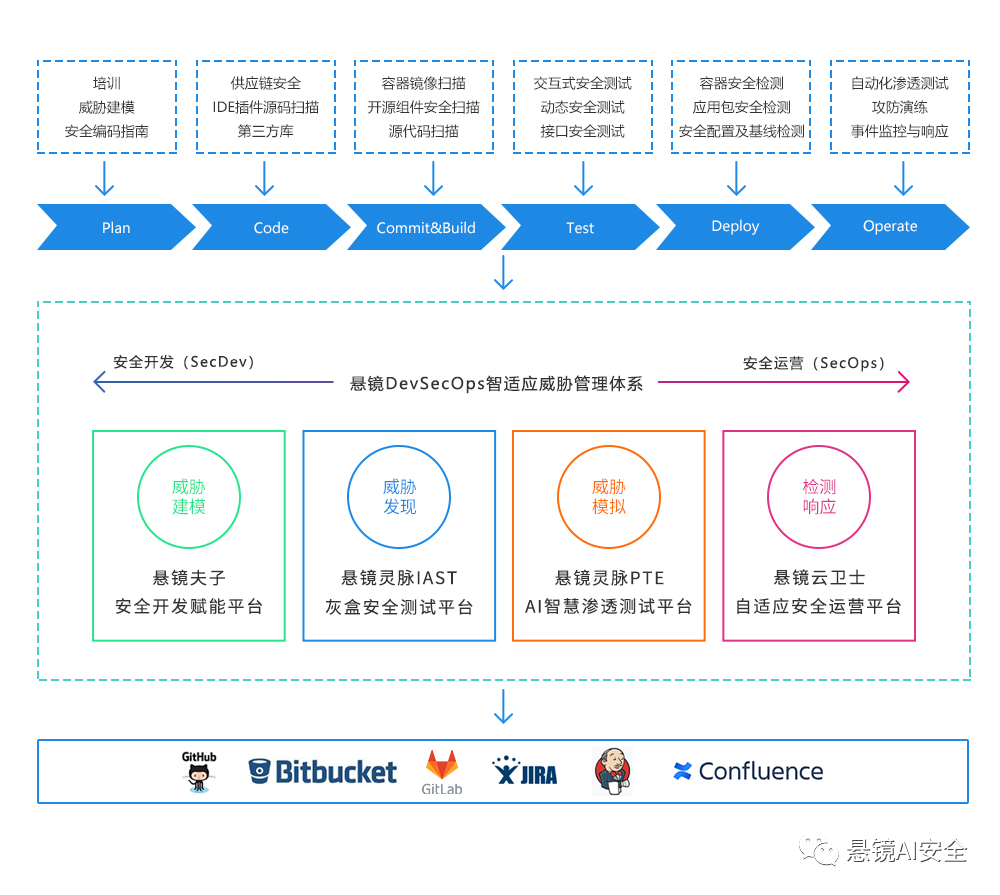 培训
威胁建模
安全编码指南
供应链安全
IDE插件源码扫描
第三方库
容器镜像扫描
开源组件安全扫描
源代码扫描
交互式安全测试
动态安全测试
接口安全测试
容器安全检测
应用包安全检测
安全配置及基线检测
自动化渗透测试
攻防演练
事件监控与响应
Plan
Code
Commit&Build
Test
Deploy
Operate
安全开发（SecDev）
悬镜DevSecOps智适应威胁管理体系
安全运营（SecOps）
威胁
建模
悬镜夫子
安全开发赋能平台
威胁
发现
悬镜灵脉IAST
灰盒安全测试平台
威胁
模拟
悬镜灵脉PTE
AI智慧渗透测试平台
检测
响应
悬镜云卫士
自适应安全运营平台
GitHub
Bitbucket
GitLab
JIRA
Confluence
悬镜AI安全